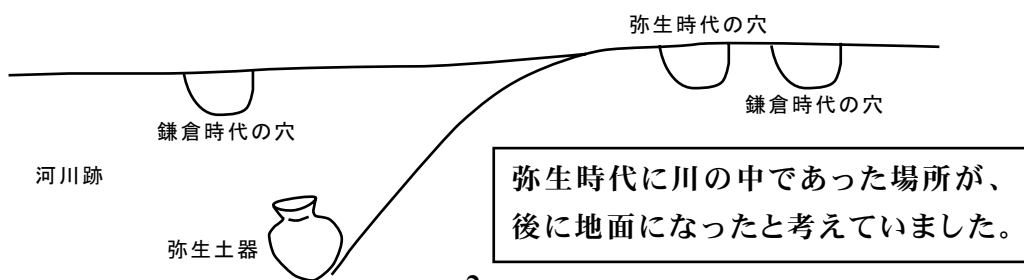 弥生時代の穴
鎌倉時代の穴
鎌倉時代の穴
河川跡
弥生時代に川の中であった場所が、
後に地面になったと考えていました。
弥生土器